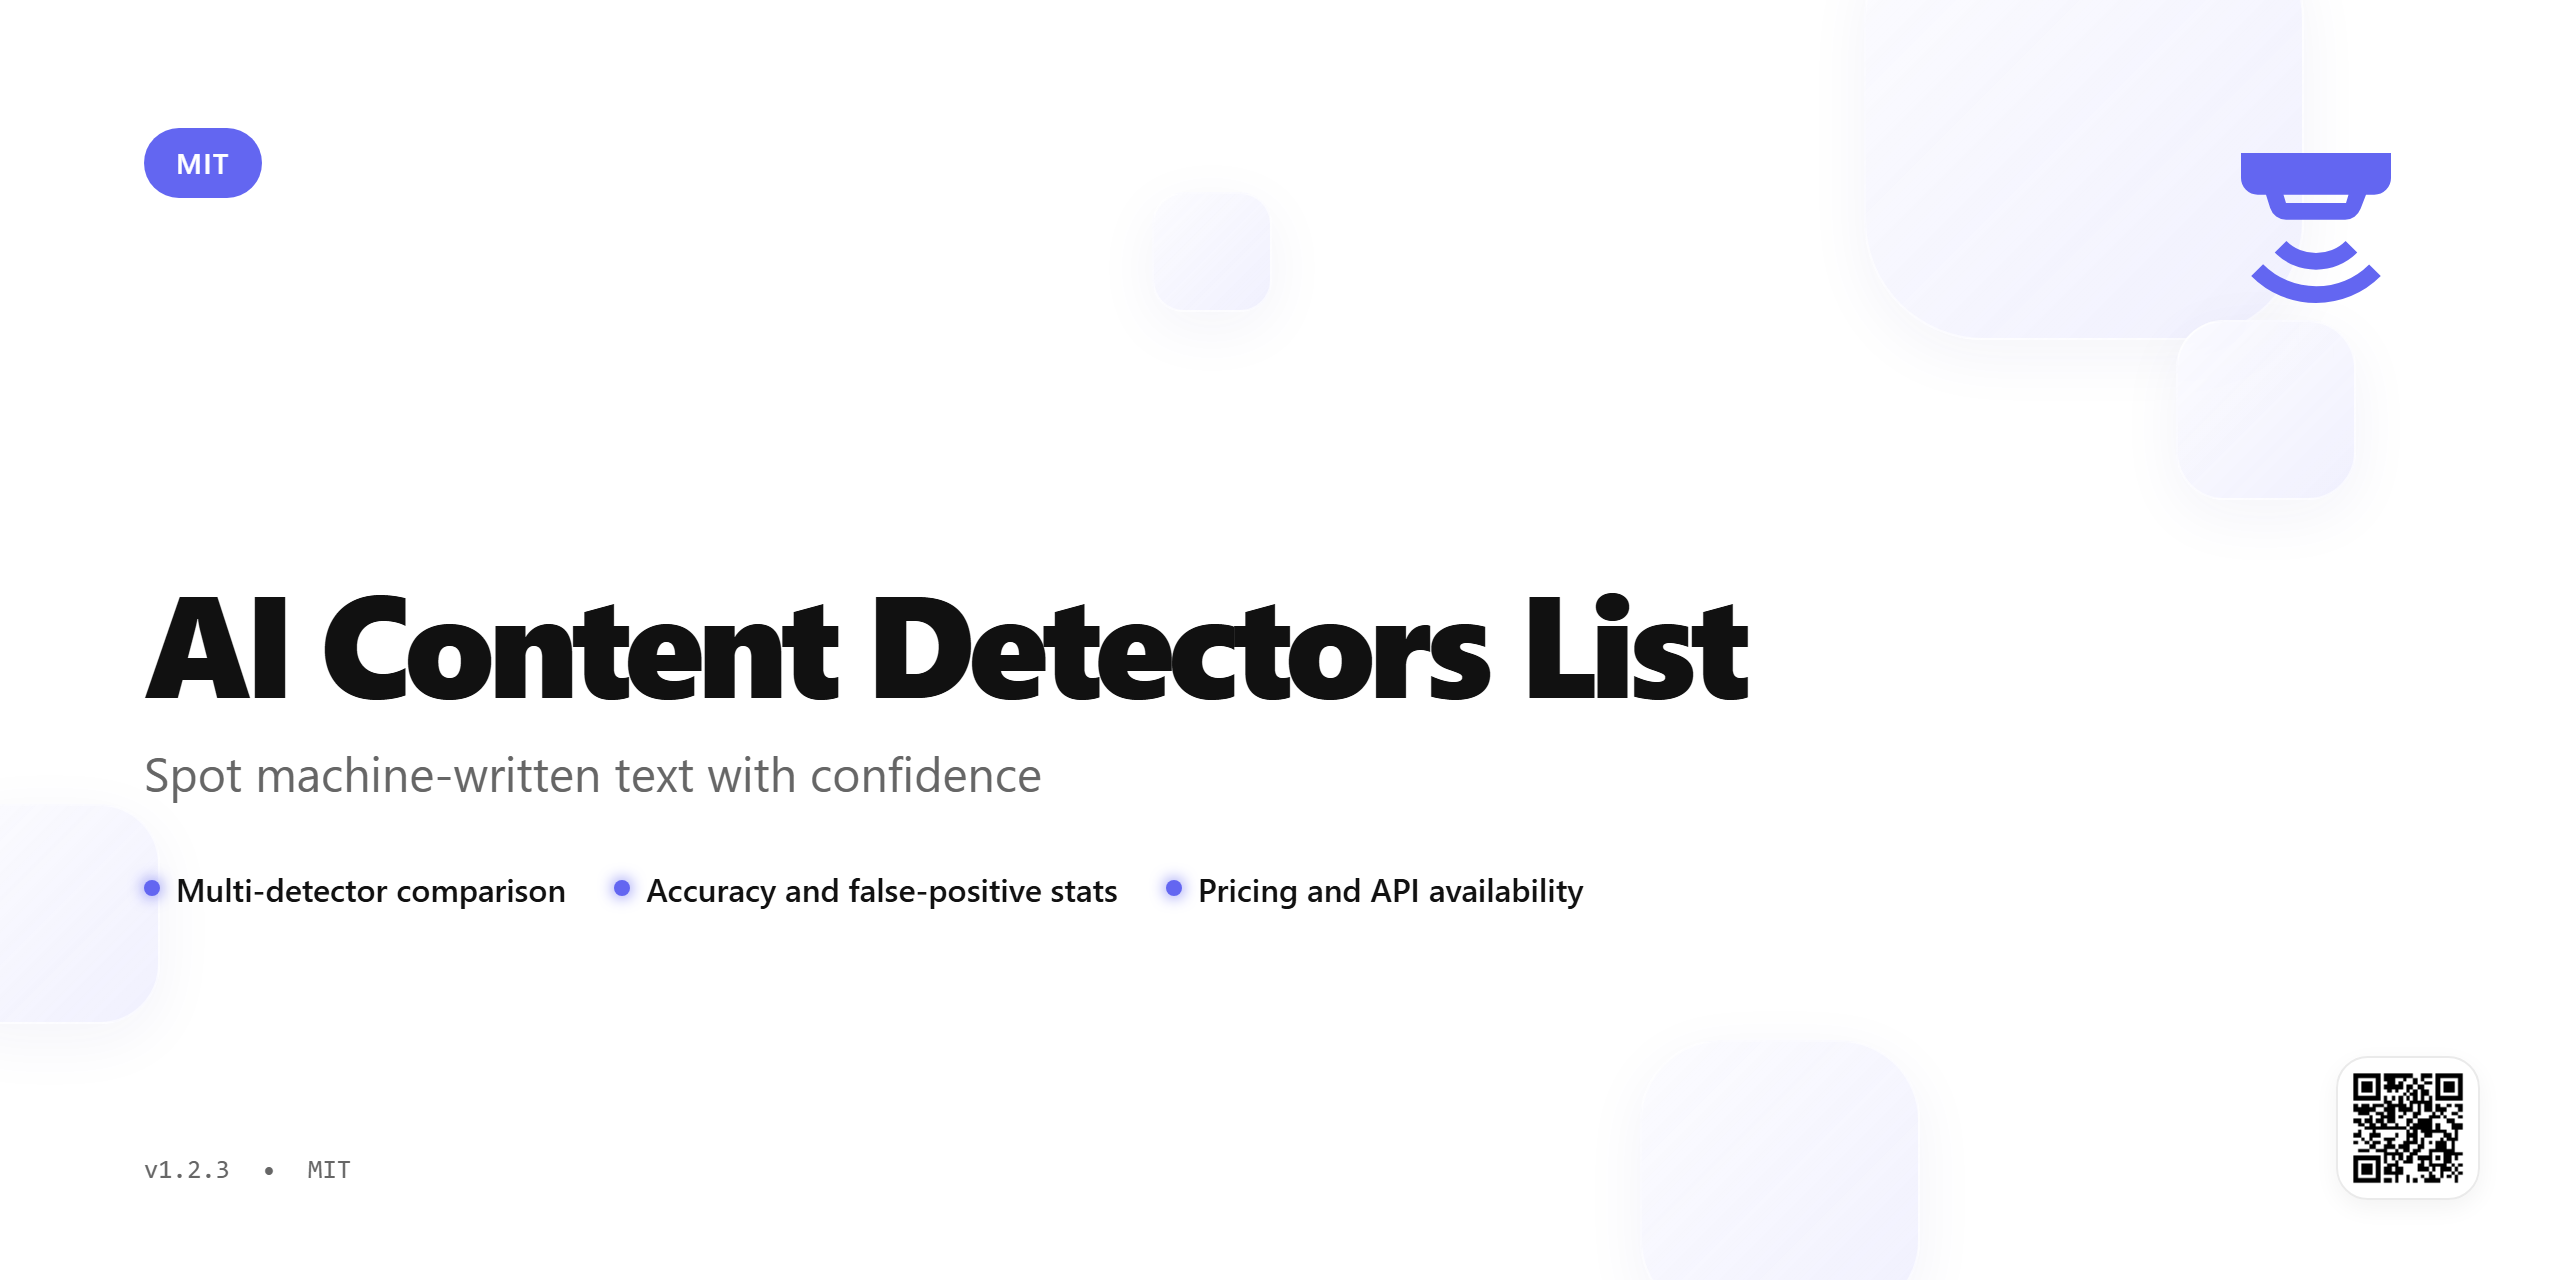 MIT
AI Content Detectors List
Spot machine-written text with confidence
Multi-detector comparison
Accuracy and false-positive stats
Pricing and API availability
v1.2.3 • MIT